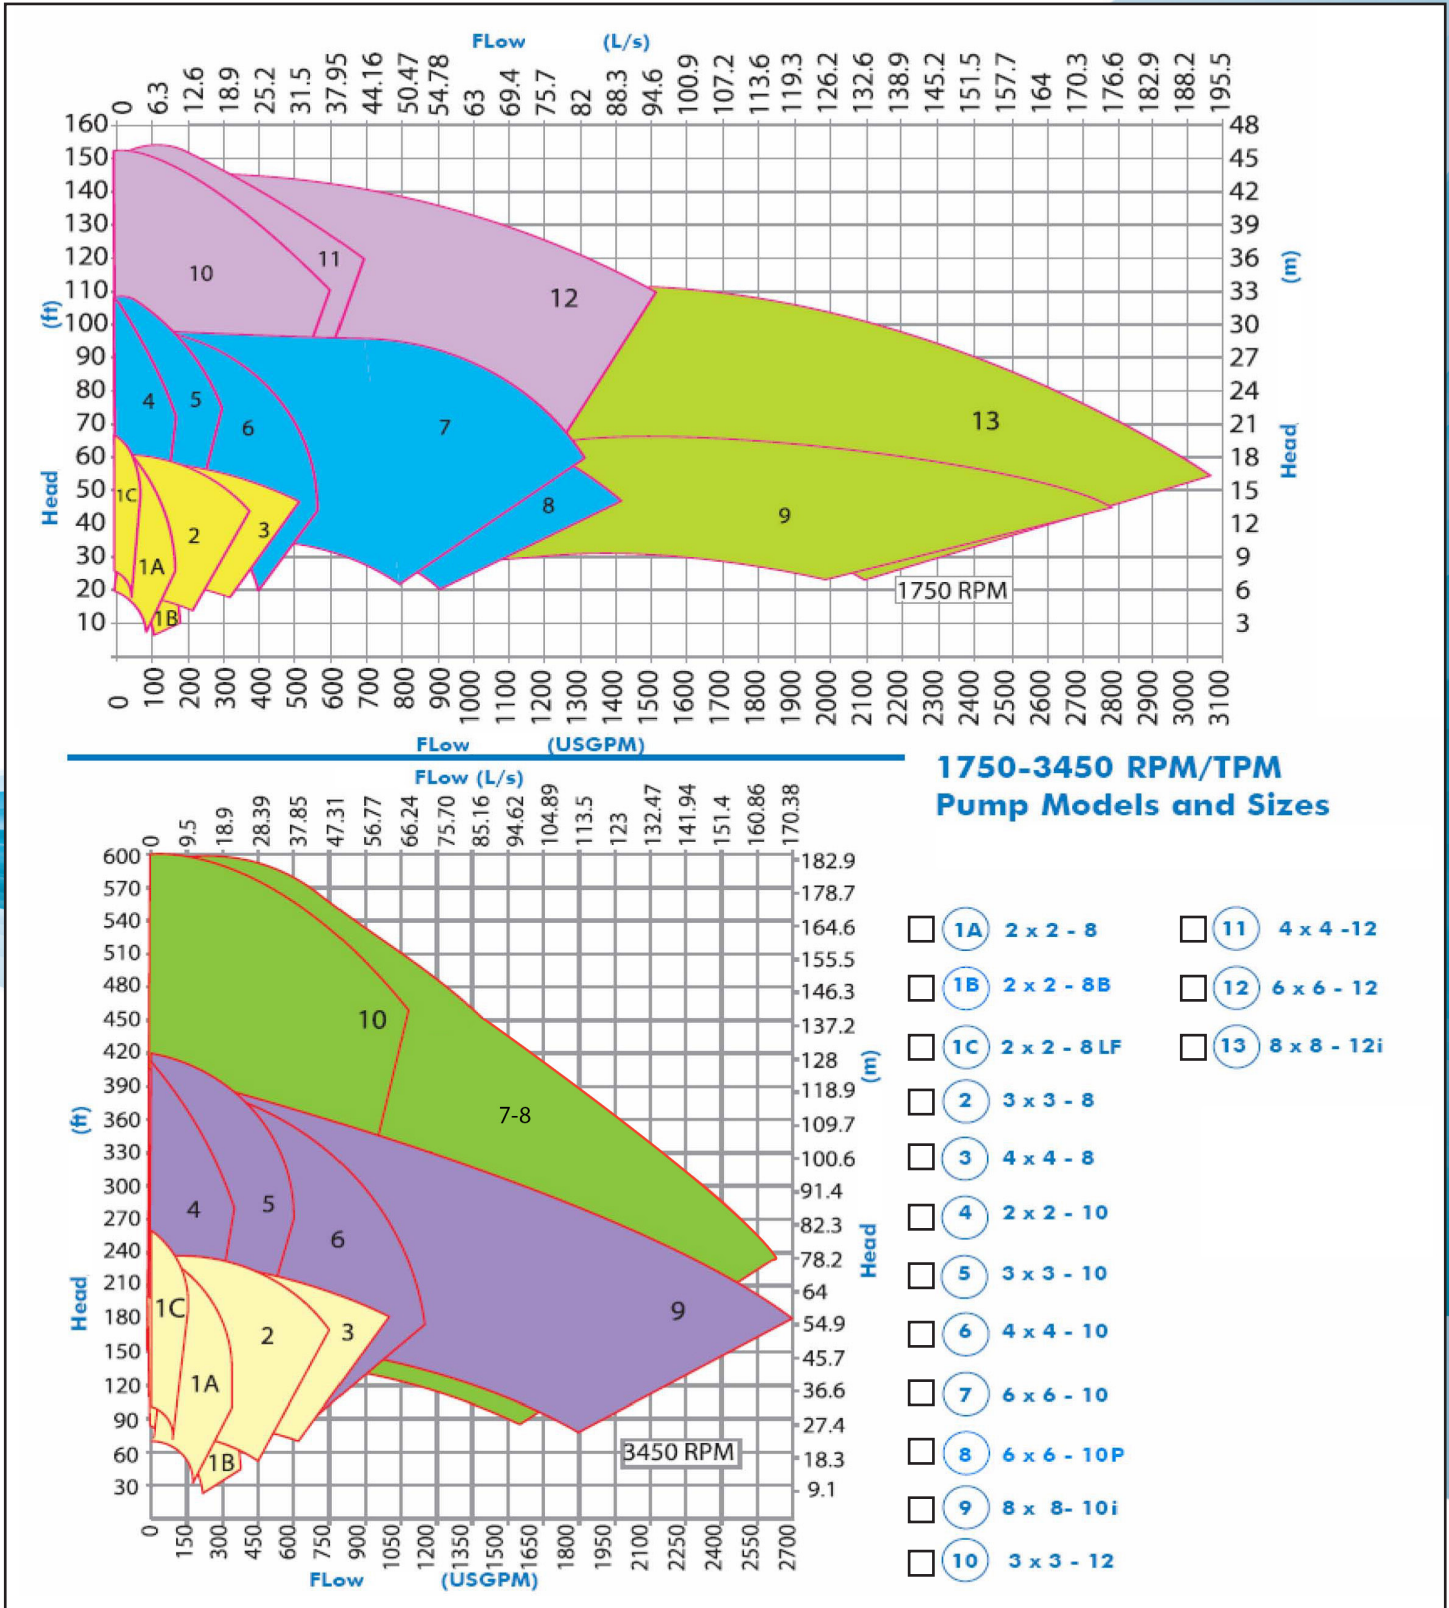 FLow (L/s)
0 6.3 12.6 18.9 25.2 31.5 37.95 44.16 50.47 54.78 63 69.4 75.7 82 88.3 94.6 100.9 107.2 113.6 119.3 126.2 132.6 138.9 145.2 151.5 157.7 164 170.3 176.6 182.9 188.2 195.5
160 48
150 45
140 42
130 39
120 36
110 33
100 30
90 27
80 24
70 21
60 18
50 15
40 12
30 9
20 6
10 3
(ft)
Head
(m)
Head
10
11
12
13
4
5
6
7
8
9
1C
1A
2
3
1B
1750 RPM
0 100 200 300 400 500 600 700 800 900 1000 1100 1200 1300 1400 1500 1600 1700 1800 1900 2000 2100 2200 2300 2400 2500 2600 2700 2800 2900 3000 3100
FLow (USGPM)
FLow (L/s)
0 9.5 18.9 28.39 37.85 47.31 56.77 66.24 75.70 85.16 94.62 104.89 113.5 123 132.47 141.94 151.4 160.86 170.38
600 182.9
570 178.7
540 164.6
510 155.5
480 146.3
450 137.2
420 128
390 118.9
360 109.7
330 100.6
300 91.4
270 82.3
240 78.2
210 64
180 54.9
150 45.7
120 36.6
90 27.4
60 18.3
30 9.1
(ft)
Head
(m)
Head
10
7-8
4
5
6
9
1C
1A
2
3
1B
3450 RPM
0 150 300 450 600 750 900 1050 1200 1350 1500 1650 1800 1950 2100 2250 2400 2550 2700
FLow (USGPM)
1750-3450 RPM/TPM
Pump Models and Sizes
1A 2 x 2 - 8
1B 2 x 2 - 8B
1C 2 x 2 - 8LF
2 3 x 3 - 8
3 4 x 4 - 8
4 2 x 2 - 10
5 3 x 3 - 10
6 4 x 4 - 10
7 6 x 6 - 10
8 6 x 6 - 10P
9 8 x 8- 10i
10 3 x 3 - 12
11 4 x 4 -12
12 6 x 6 - 12
13 8 x 8 - 12i